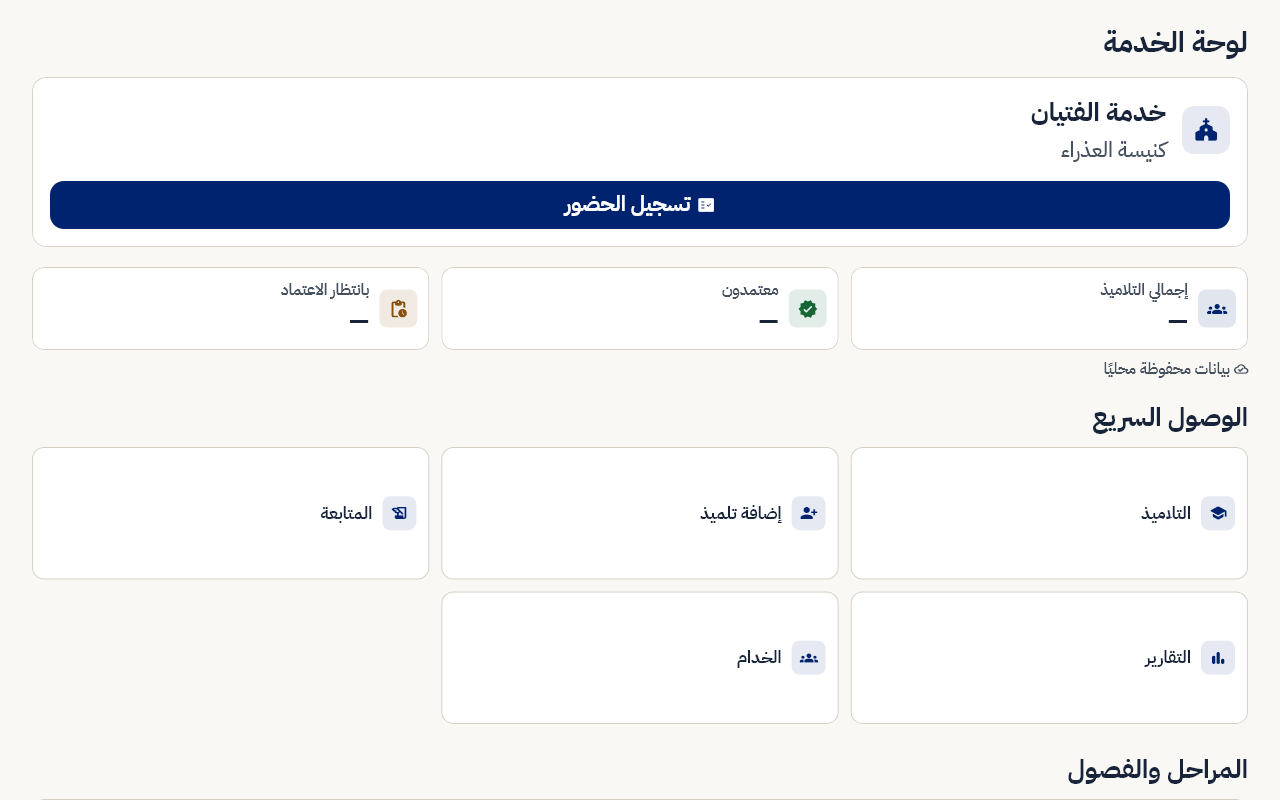 لوحة الخدمة
خدمة الفتيان
كنيسة العذراء
تسجيل الحضور
إجمالي التلاميذ
—
معتمدون
—
بانتظار الاعتماد
—
بيانات محفوظة محليًا
الوصول السريع
التلاميذ
إضافة تلميذ
المتابعة
التقارير
الخدام
المراحل والفصول